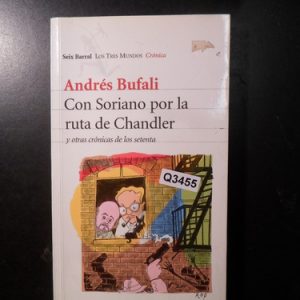 Seix Barral LOS TRES MUNDOS Crónica
Andrés Bufali
Con Soriano por la
ruta de Chandler
y otras crónicas de los setenta
Q3455